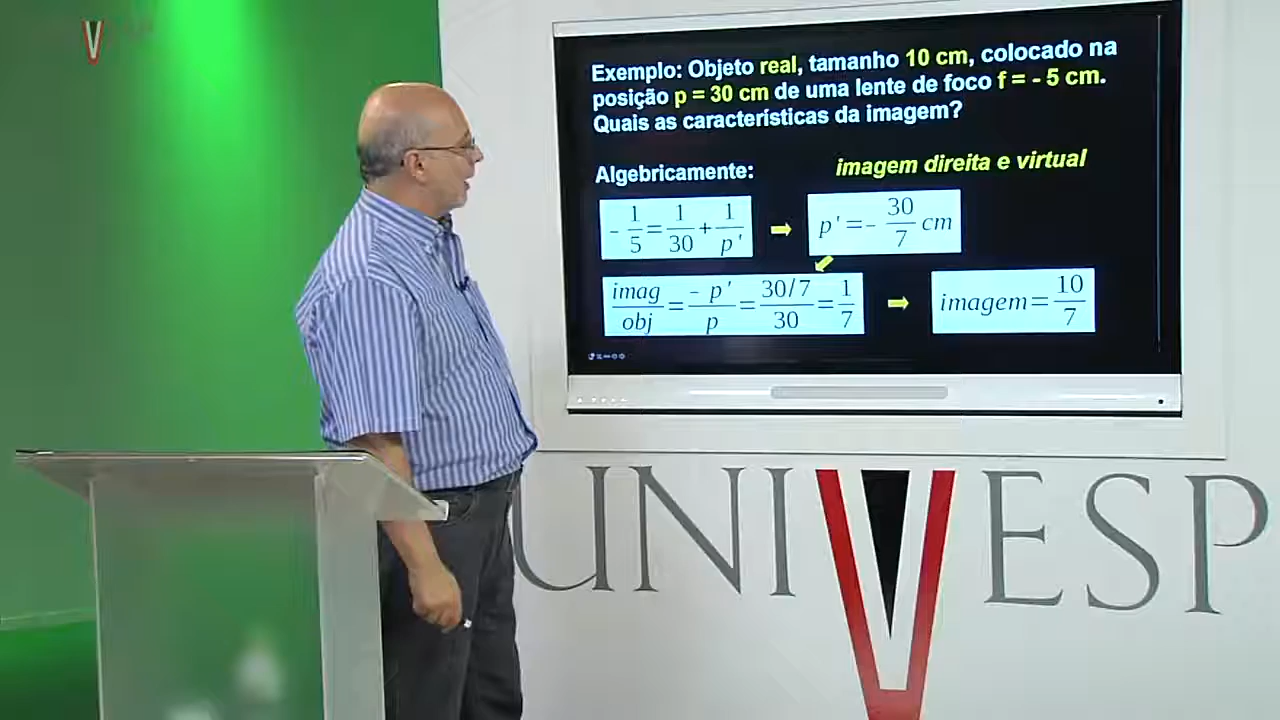 Exemplo: Objeto real, tamanho 10 cm, colocado na
posição p = 30 cm de uma lente de foco f = - 5 cm.
Quais as características da imagem?
Algebricamente:
imagem direita e virtual
- 1/5 = 1/30 + 1/p'
p' = - 30/7 cm
imag/obj = - p'/p = 30/7/30 = 1/7
imagem = 10/7
UNIVESP